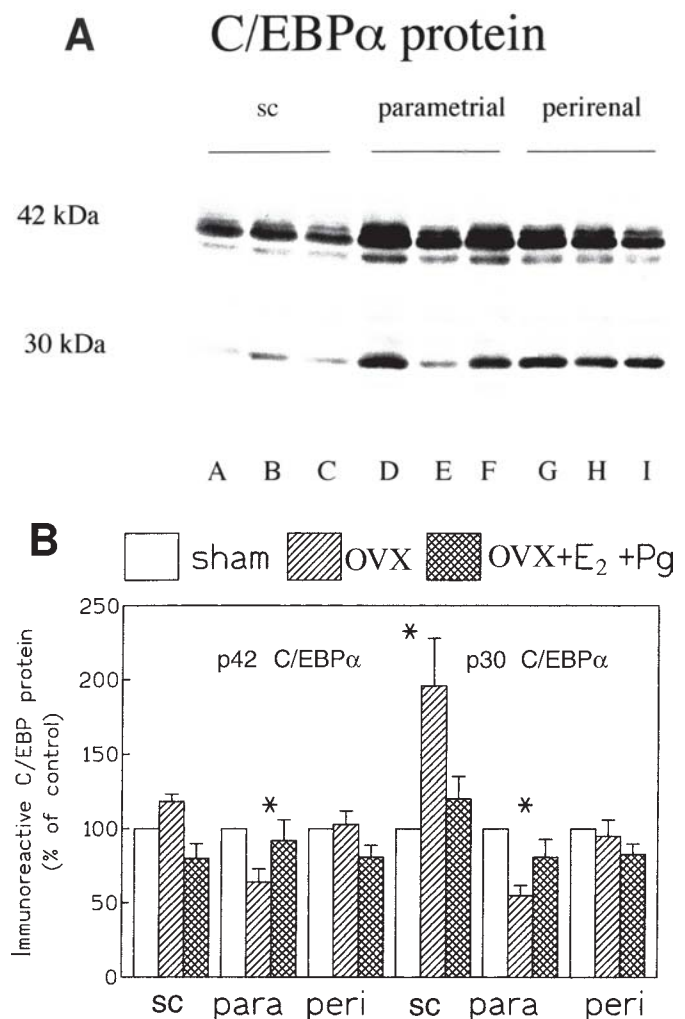 A C/EBPα protein
sc parametrial perirenal
42 kDa
30 kDa
A B C D E F G H I
B sham OVX OVX+E₂ +Pg
Immunoreactive C/EBP protein
(% of control)
250
200
150
100
50
0
p42 C/EBPα p30 C/EBPα
* * * *
sc para peri sc para peri